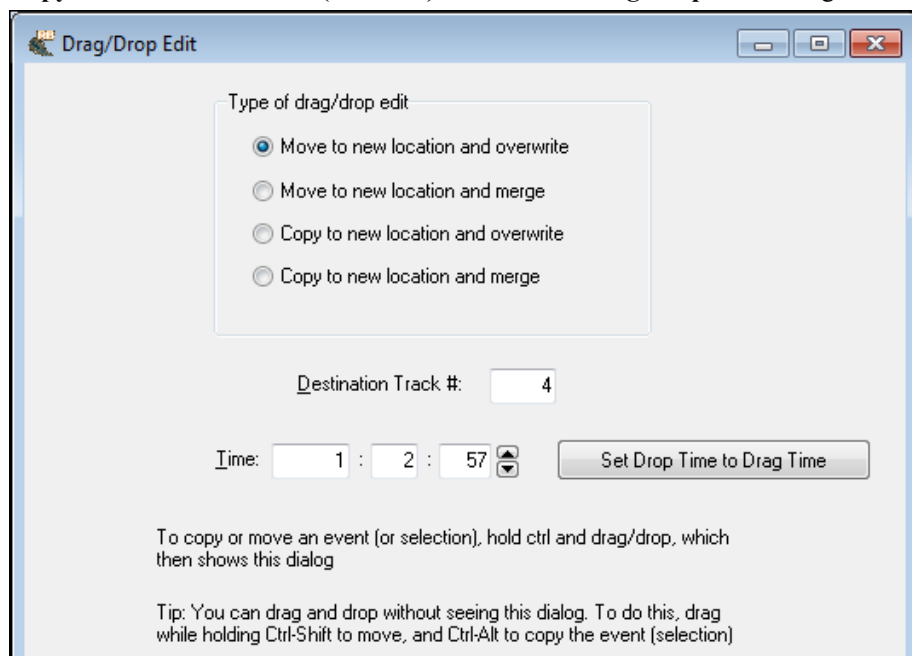 Drag/Drop Edit
Type of drag/drop edit
Move to new location and overwrite
Move to new location and merge
Copy to new location and overwrite
Copy to new location and merge
Destination Track #: 4
Time: 1 : 2 : 57 Set Drop Time to Drag Time
To copy or move an event (or selection), hold ctrl and drag/drop, which
then shows this dialog
Tip: You can drag and drop without seeing this dialog. To do this, drag
while holding Ctrl-Shift to move, and Ctrl-Alt to copy the event (selection)